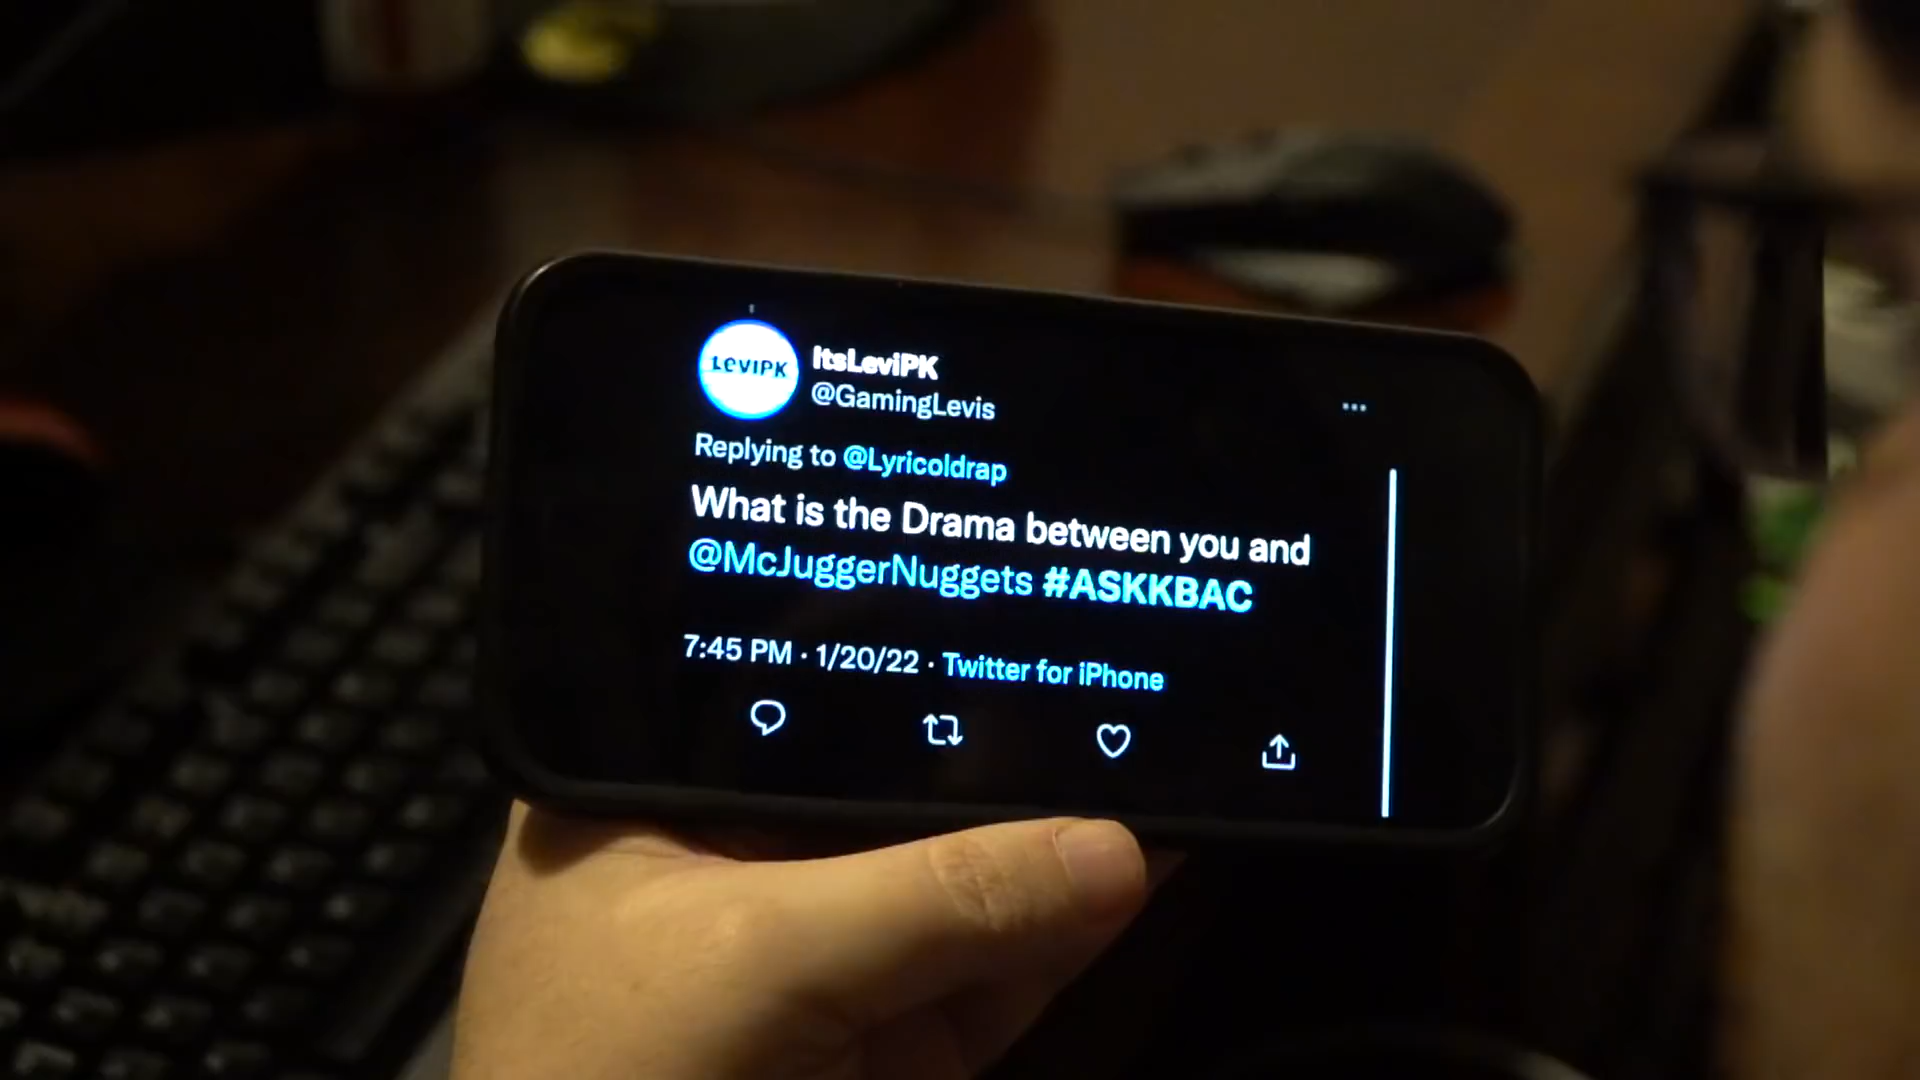 LEVIPK
ItsLeviPK
@GamingLevis
Replying to @Lyricoldrap
What is the Drama between you and
@McJuggerNuggets #ASKKBAC
7:45 PM · 1/20/22 · Twitter for iPhone